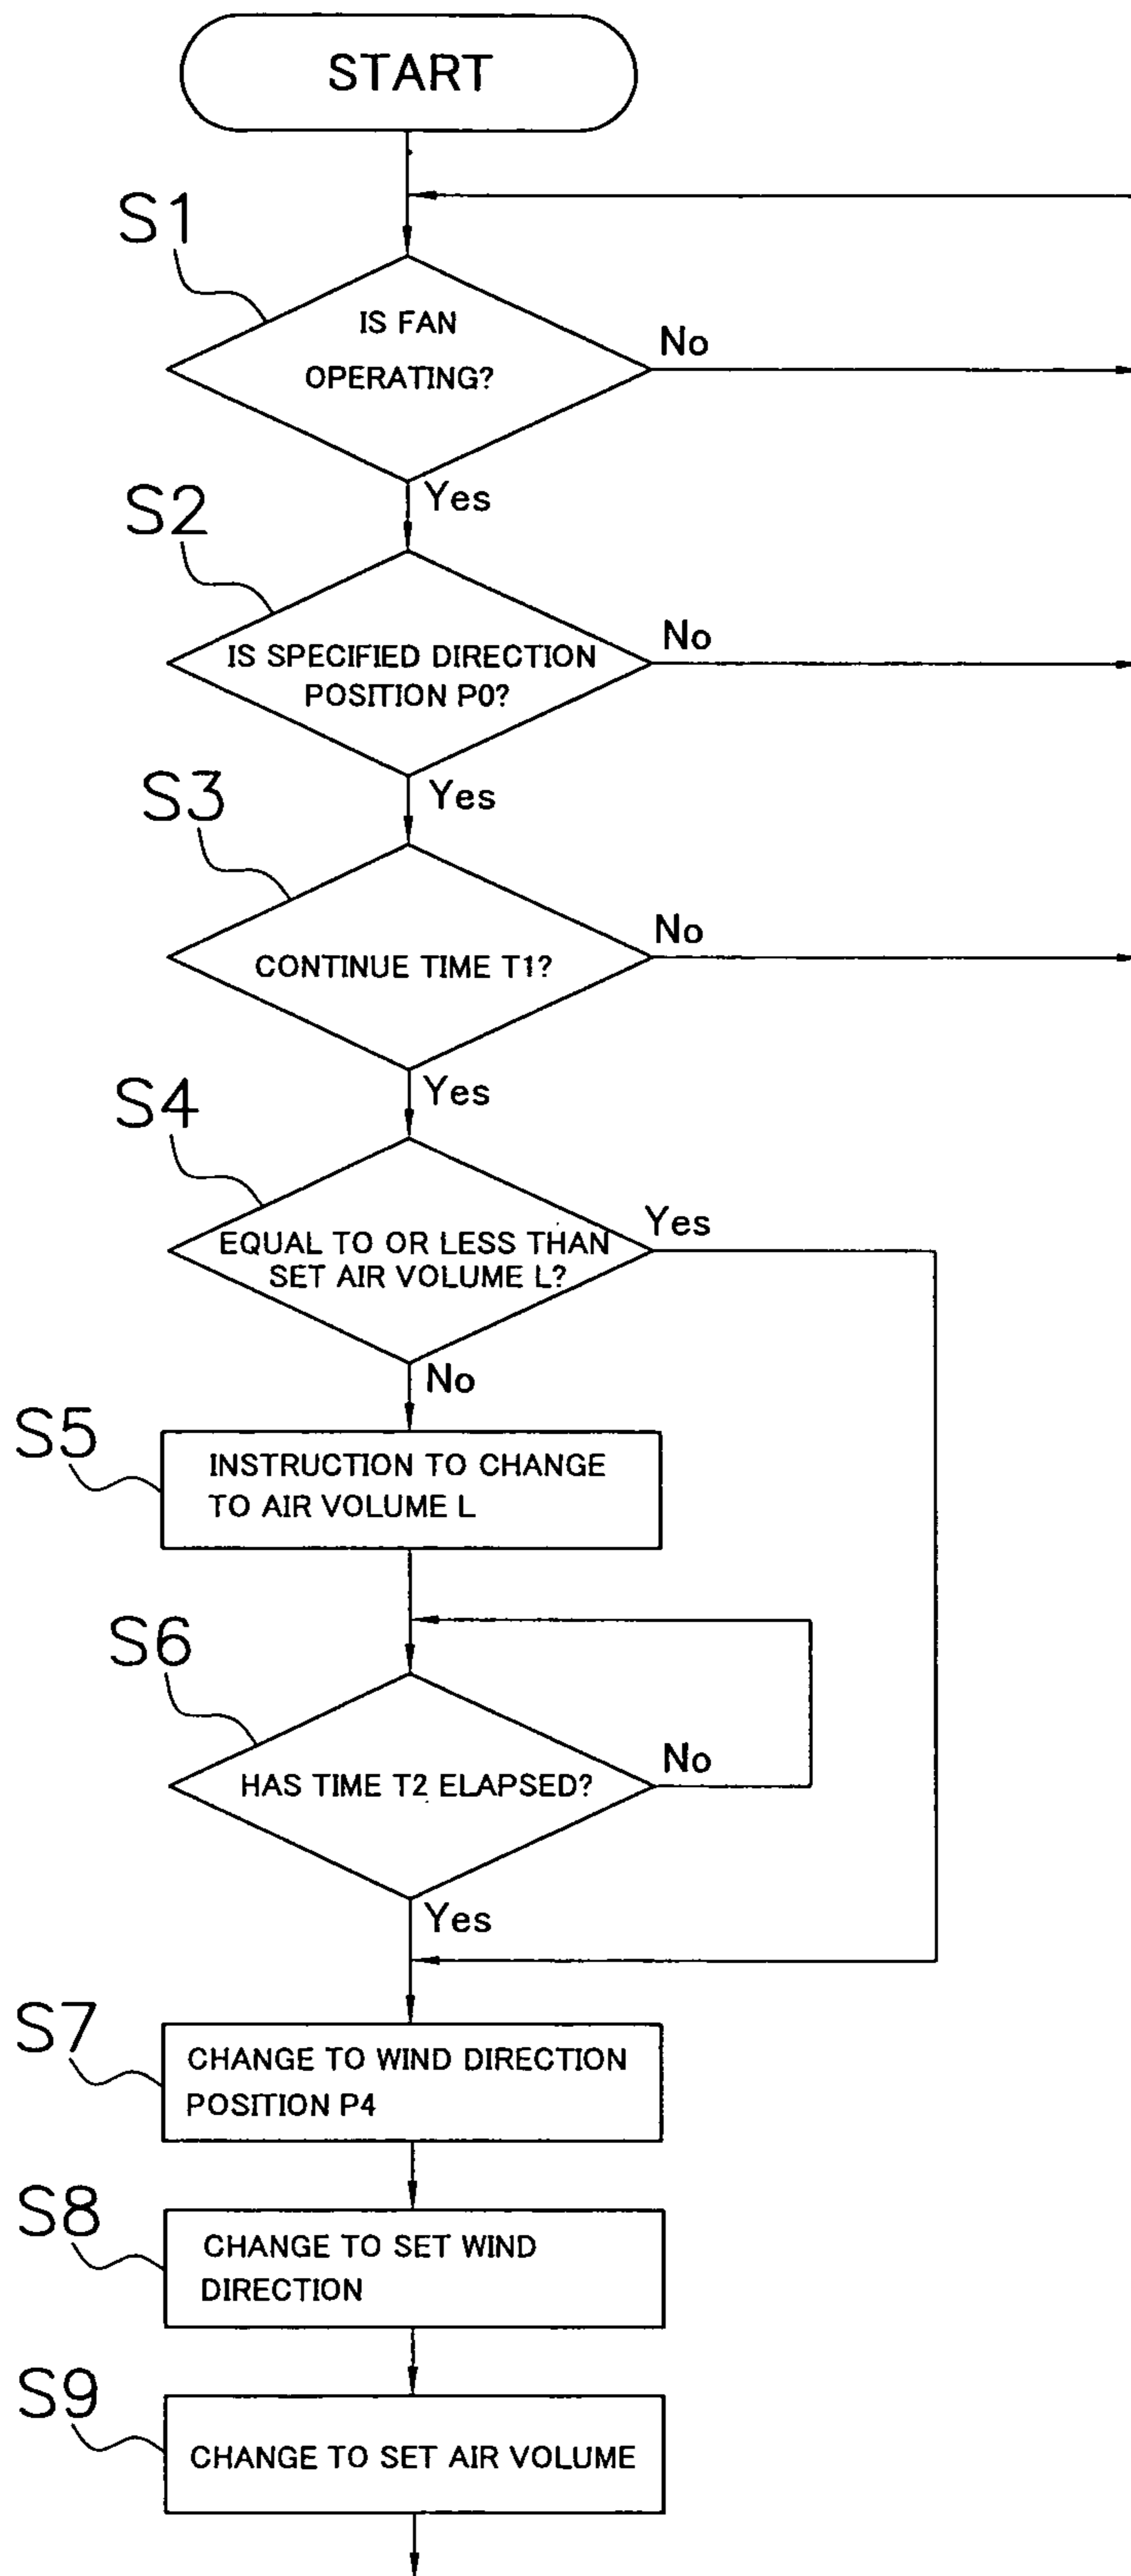 START
S1
IS FAN
OPERATING?
No
Yes
S2
IS SPECIFIED DIRECTION
POSITION P0?
No
Yes
S3
CONTINUE TIME T1?
No
Yes
S4
EQUAL TO OR LESS THAN
SET AIR VOLUME L?
Yes
No
S5
INSTRUCTION TO CHANGE
TO AIR VOLUME L
S6
HAS TIME T2 ELAPSED?
No
Yes
S7
CHANGE TO WIND DIRECTION
POSITION P4
S8
CHANGE TO SET WIND
DIRECTION
S9
CHANGE TO SET AIR VOLUME